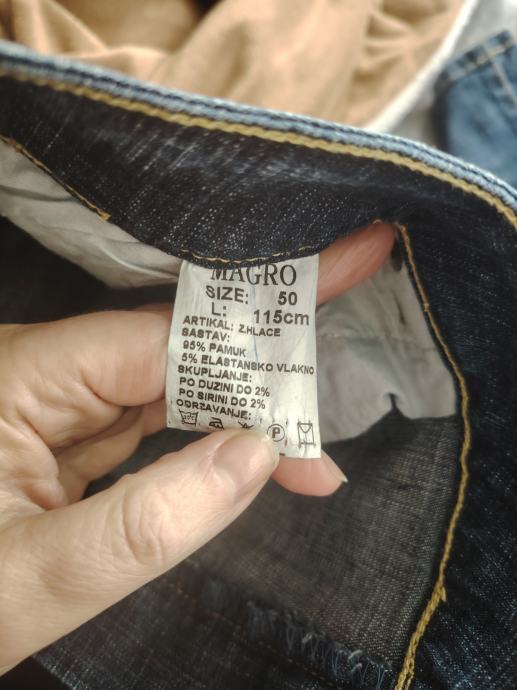 MAGRO
SIZE: 50
L: 115cm
ARTIKAL: Z.HLACE
SASTAV:
95% PAMUK
5% ELASTANSKO VLAKNO
SKUPLJANJE:
PO DUZINI DO 2%
PO SIRINI DO 2%
ODRZAVANJE:
P